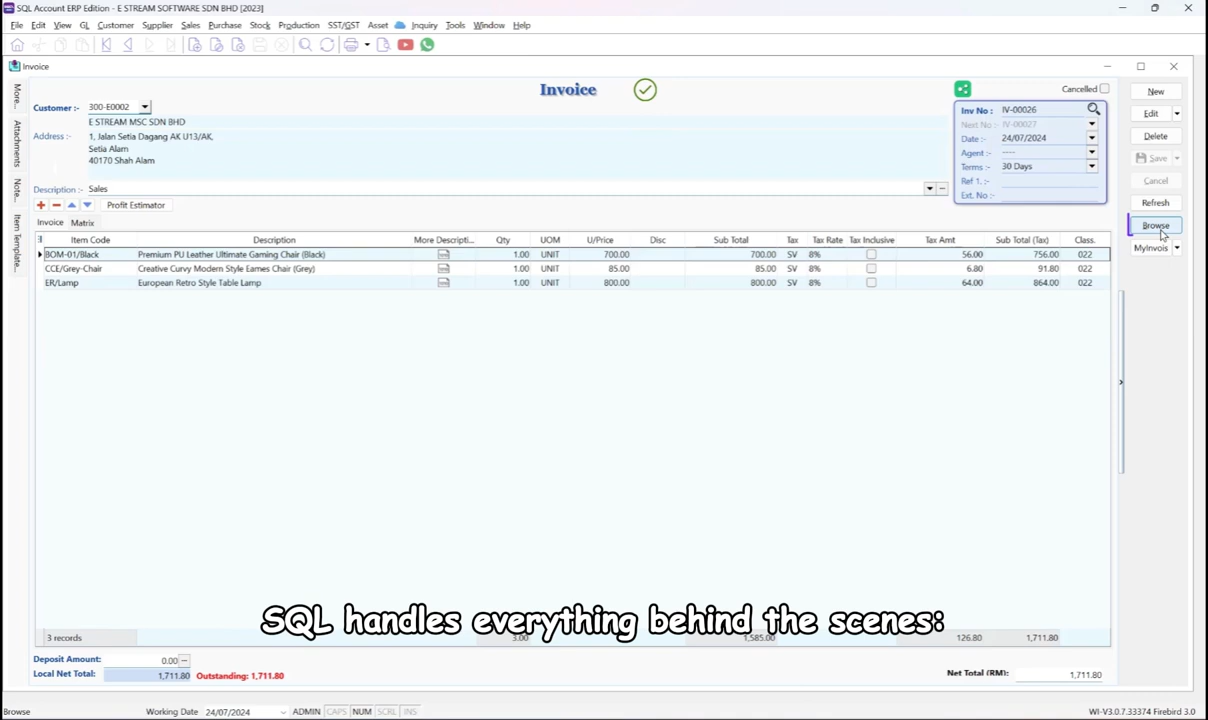 SQL Account ERP Edition - E STREAM SOFTWARE SDN BHD [2023]
File Edit View GL Customer Supplier Sales Purchase Stock Production SST/GST Asset Inquiry Tools Window Help
Invoice
More...
Attachments
Note...
Item Template...
Invoice
Cancelled
Customer :- 300-E0002
E STREAM MSC SDN BHD
Address :- 1, Jalan Setia Dagang AK U13/AK,
Setia Alam
40170 Shah Alam
Description :- Sales
Inv No : IV-00026
Next No : IV-00027
Date : 24/07/2024
Agent :- ----
Terms : 30 Days
Ref 1. :-
Ext. No :-
New
Edit
Delete
Save
Cancel
Refresh
Browse
MyInvois
Profit Estimator
Invoice Matrix
Item Code Description More Descripti... Qty UOM U/Price Disc Sub Total Tax Tax Rate Tax Inclusive Tax Amt Sub Total (Tax) Class.
BOM-01/Black Premium PU Leather Ultimate Gaming Chair (Black) 1.00 UNIT 700.00 700.00 SV 8% 56.00 756.00 022
CCE/Grey-Chair Creative Curvy Modern Style Eames Chair (Grey) 1.00 UNIT 85.00 85.00 SV 8% 6.80 91.80 022
ER/Lamp European Retro Style Table Lamp 1.00 UNIT 800.00 800.00 SV 8% 64.00 864.00 022
SQL handles everything behind the scenes:
3 records 3.00 1,585.00 126.80 1,711.80
Deposit Amount: 0.00
Local Net Total: 1,711.80 Outstanding: 1,711.80
Net Total (RM): 1,711.80
Browse Working Date 24/07/2024 ADMIN CAPS NUM SCRL INS WI-V3.0.7.33374 Firebird 3.0